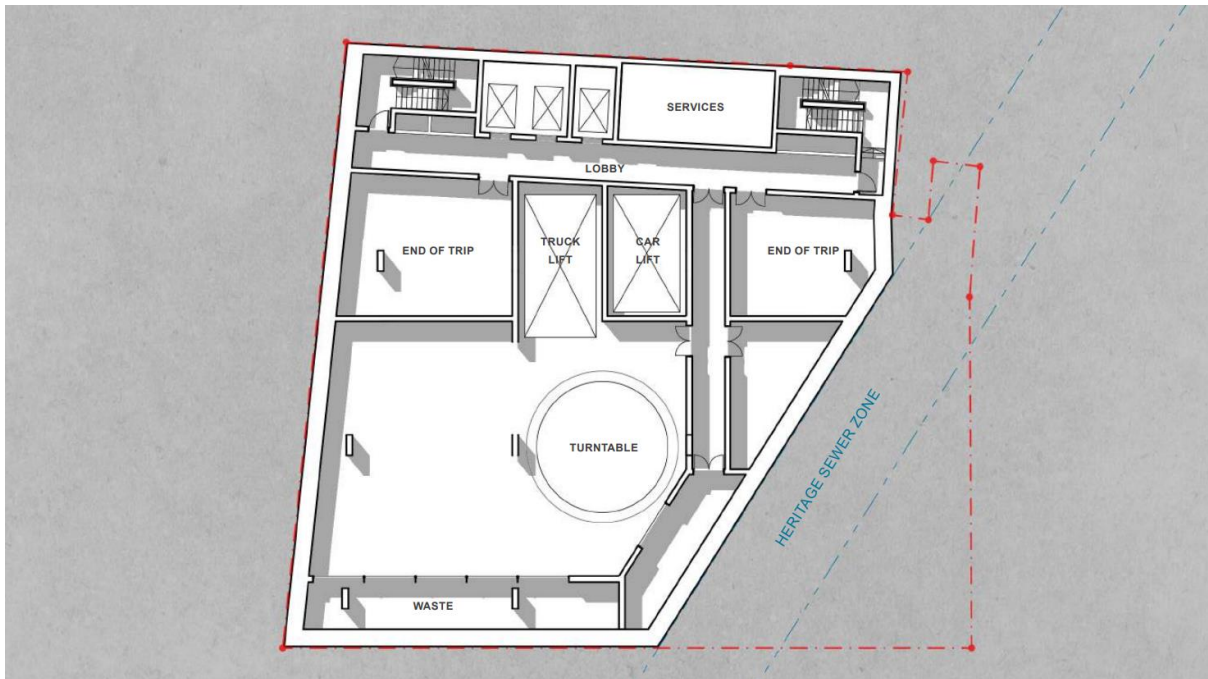 SERVICES
LOBBY
END OF TRIP
TRUCK
LIFT
CAR
LIFT
END OF TRIP
TURNTABLE
HERITAGE SEWER ZONE
WASTE